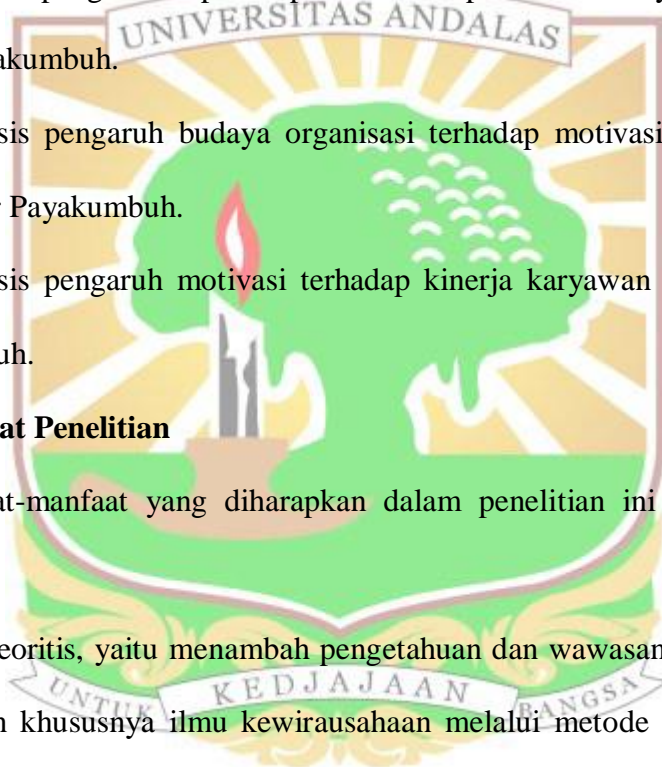 UNIVERSITAS ANDALAS
akumbuh.
sis pengaruh budaya organisasi terhadap motivasi
r Payakumbuh.
sis pengaruh motivasi terhadap kinerja karyawan
uh.
at Penelitian
at-manfaat yang diharapkan dalam penelitian ini
eoritis, yaitu menambah pengetahuan dan wawasan
UNTUK KEDJAJAAN BANGSA
n khususnya ilmu kewirausahaan melalui metode